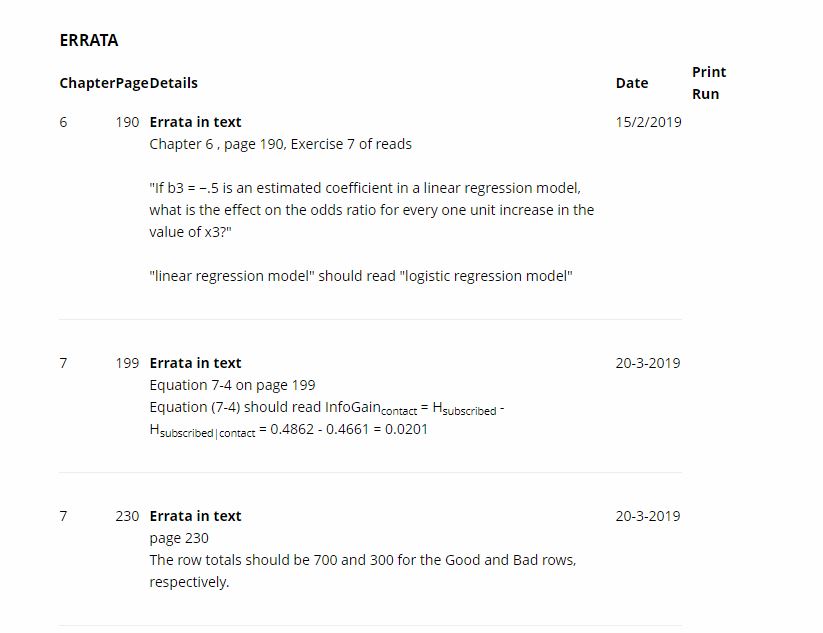 ERRATA
Chapter Page Details Date Print Run
6 190 Errata in text 15/2/2019
Chapter 6 , page 190, Exercise 7 of reads
"If b3 = −.5 is an estimated coefficient in a linear regression model,
what is the effect on the odds ratio for every one unit increase in the
value of x3?"
"linear regression model" should read "logistic regression model"
7 199 Errata in text 20-3-2019
Equation 7-4 on page 199
Equation (7-4) should read InfoGaincontact = Hsubscribed -
Hsubscribed|contact = 0.4862 - 0.4661 = 0.0201
7 230 Errata in text 20-3-2019
page 230
The row totals should be 700 and 300 for the Good and Bad rows,
respectively.